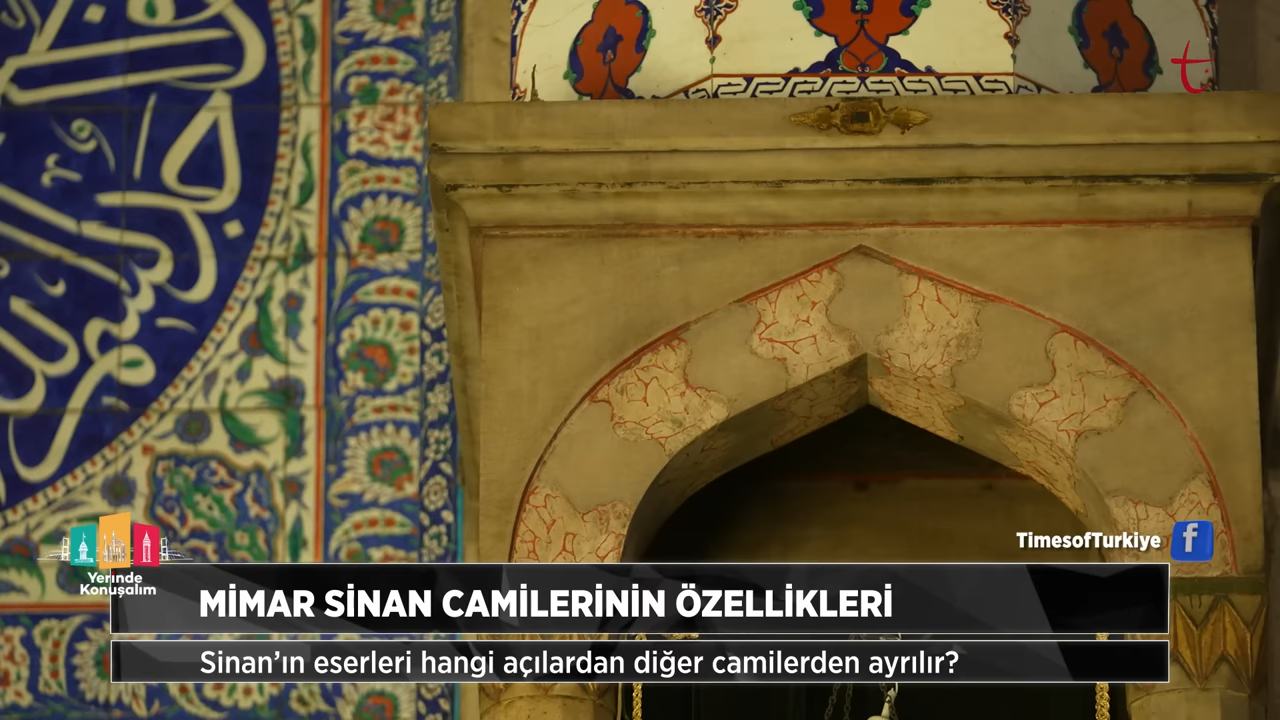 t.
TimesofTurkiye
f
Yerinde
Konuşalım
MİMAR SİNAN CAMİLERİNİN ÖZELLİKLERİ
Sinan'ın eserleri hangi açılardan diğer camilerden ayrılır?